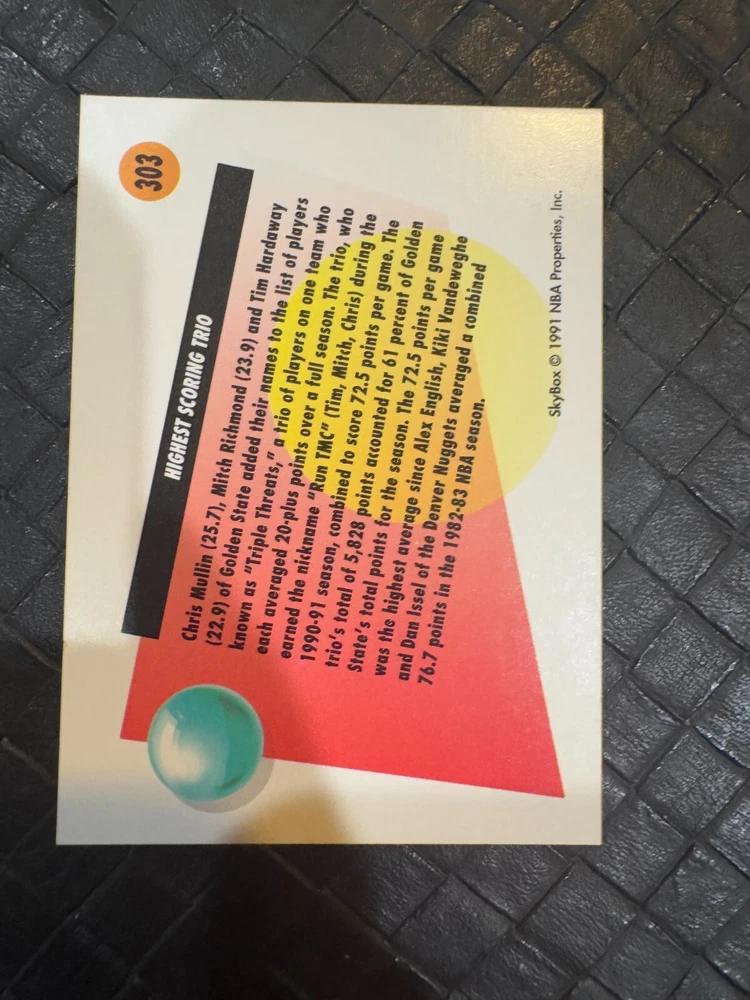 303
HIGHEST SCORING TRIO
Chris Mullin (25.7), Mitch Richmond (23.9) and Tim Hardaway
(22.9) of Golden State added their names to the list of players
known as "Triple Threats," a trio of players on one team who
each averaged 20-plus points over a full season. The trio, who
earned the nickname "Run TMC" (Tim, Mitch, Chris) during the
1990-91 season, combined to score 72.5 points per game. The
trio's total of 5,828 points accounted for 61 percent of Golden
State's total points for the season. The 72.5 points per game
was the highest average since Alex English, Kiki Vandeweghe
and Dan Issel of the Denver Nuggets averaged a combined
76.7 points in the 1982-83 NBA season.
SkyBox © 1991 NBA Properties, Inc.